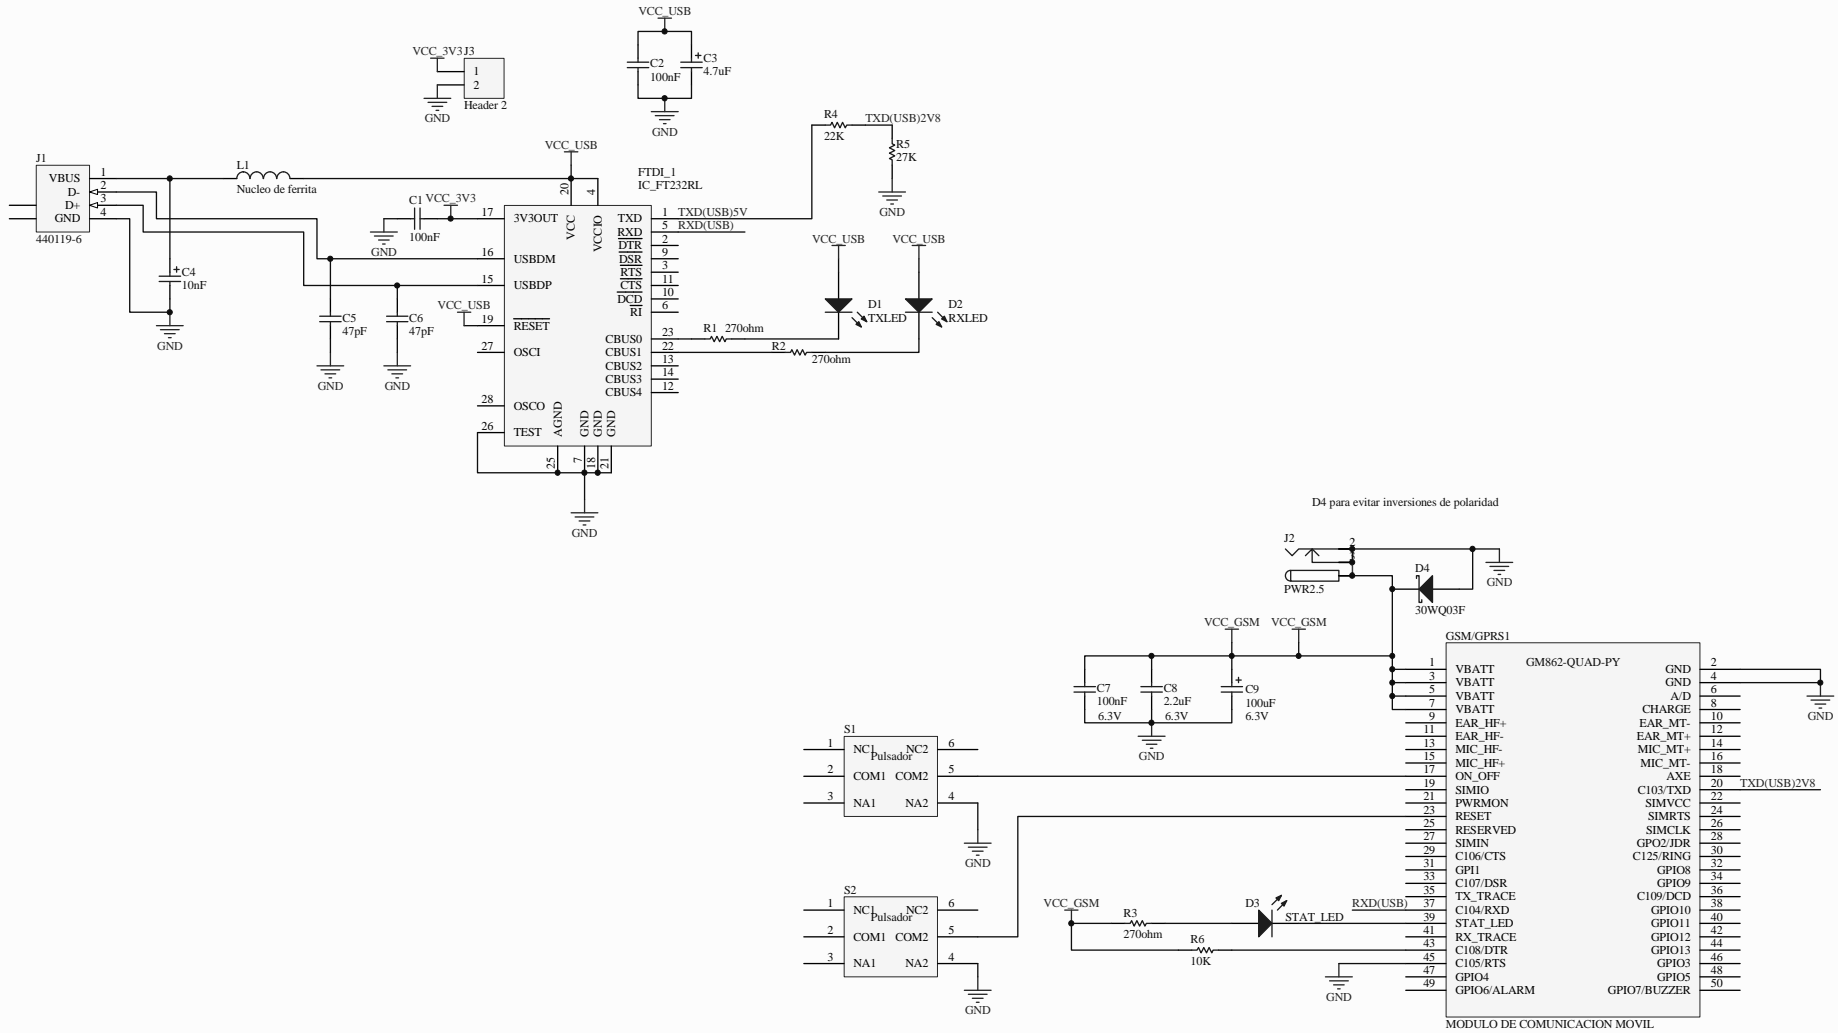 VCC_USB
C2
100nF
C3
4.7uF
GND
VCC_3V3
J3
1
2
Header 2
GND
R4
22K
TXD(USB)2V8
R5
27K
GND
J1
VBUS 1
D- 2
D+ 3
GND 4
440119-6
L1
Nucleo de ferrita
VCC_USB
FTDI_1
IC_FT232RL
C4
10nF
GND
C1
100nF
GND
VCC_3V3
20
VCC
4
VCCIO
17 3V3OUT
16 USBDM
15 USBDP
VCC_USB
19 RESET
27 OSCI
28 OSCO
26 TEST
TXD 1 TXD(USB)5V
RXD 5 RXD(USB)
DTR 2
DSR 9
RTS 3
CTS 11
DCD 10
RI 6
CBUS0 23
CBUS1 22
CBUS2 13
CBUS3 14
CBUS4 12
AGND
GND
GND
GND
25
7
18
21
GND
C5
47pF
GND
C6
47pF
GND
R1 270ohm
R2
270ohm
VCC_USB
D1
TXLED
VCC_USB
D2
RXLED
D4 para evitar inversiones de polaridad
J2
2
PWR2.5
D4
30WQ03F
GND
VCC_GSM
VCC_GSM
C7
100nF
6.3V
C8
2.2uF
6.3V
C9
100uF
6.3V
GND
GSM/GPRS1
GM862-QUAD-PY
1 VBATT
3 VBATT
5 VBATT
7 VBATT
9 EAR_HF+
11 EAR_HF-
13 MIC_HF-
15 MIC_HF+
17 ON_OFF
19 SIMIO
21 PWRMON
23 RESET
25 RESERVED
27 SIMIN
29 C106/CTS
31 GPI1
33 C107/DSR
35 TX_TRACE
37 C104/RXD
39 STAT_LED
41 RX_TRACE
43 C108/DTR
45 C105/RTS
47 GPIO4
49 GPIO6/ALARM
GND 2
GND 4
A/D 6
CHARGE 8
EAR_MT- 10
EAR_MT+ 12
MIC_MT+ 14
MIC_MT- 16
AXE 18
C103/TXD 20 TXD(USB)2V8
SIMVCC 22
SIMRTS 24
SIMCLK 26
GPO2/JDR 28
C125/RING 30
GPIO8 32
GPIO9 34
C109/DCD 36
GPIO10 38
GPIO11 40
GPIO12 42
GPIO13 44
GPIO3 46
GPIO5 48
GPIO7/BUZZER 50
GND
MODULO DE COMUNICACION MOVIL
S1
1 NC1 NC2 6
Pulsador
2 COM1 COM2 5
3 NA1 NA2 4
GND
S2
1 NC1 NC2 6
Pulsador
2 COM1 COM2 5
3 NA1 NA2 4
GND
VCC_GSM
R3
270ohm
D3
STAT_LED
RXD(USB)
R6
10K
GND